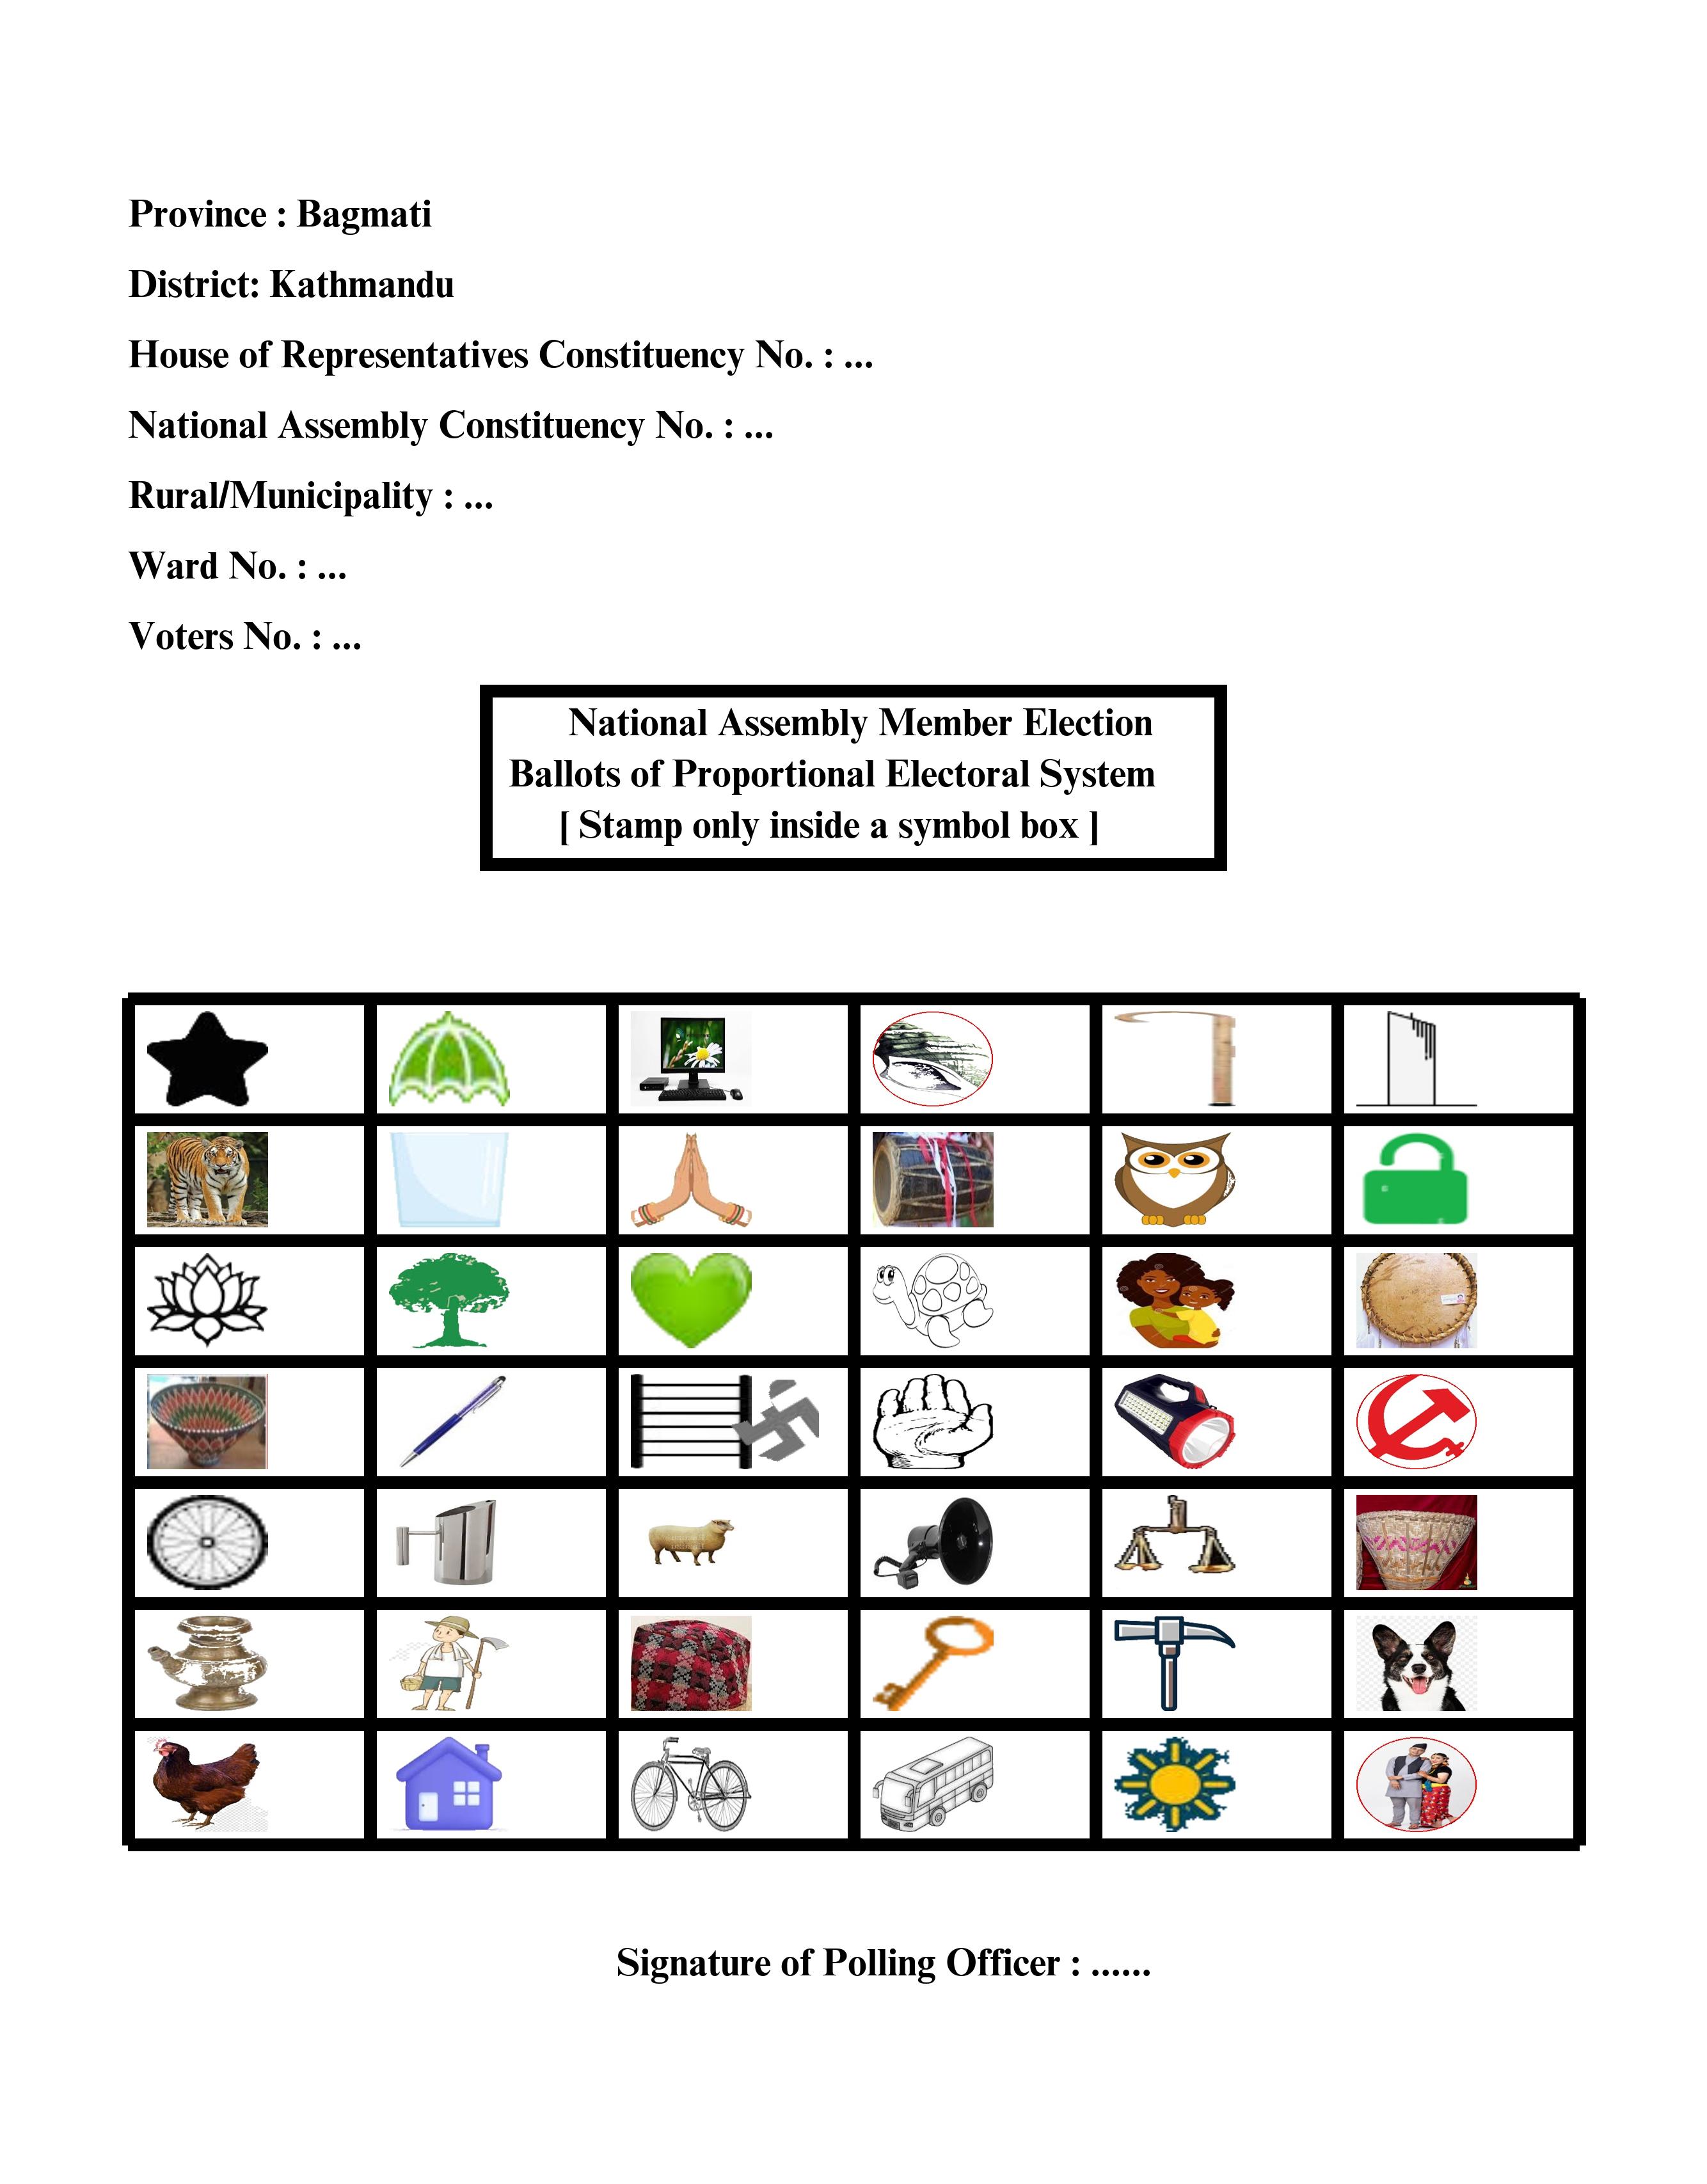 Province : Bagmati
District: Kathmandu
House of Representatives Constituency No. : ...
National Assembly Constituency No. : ...
Rural/Municipality : ...
Ward No. : ...
Voters No. : ...
National Assembly Member Election
Ballots of Proportional Electoral System
[ Stamp only inside a symbol box ]
Signature of Polling Officer : ......